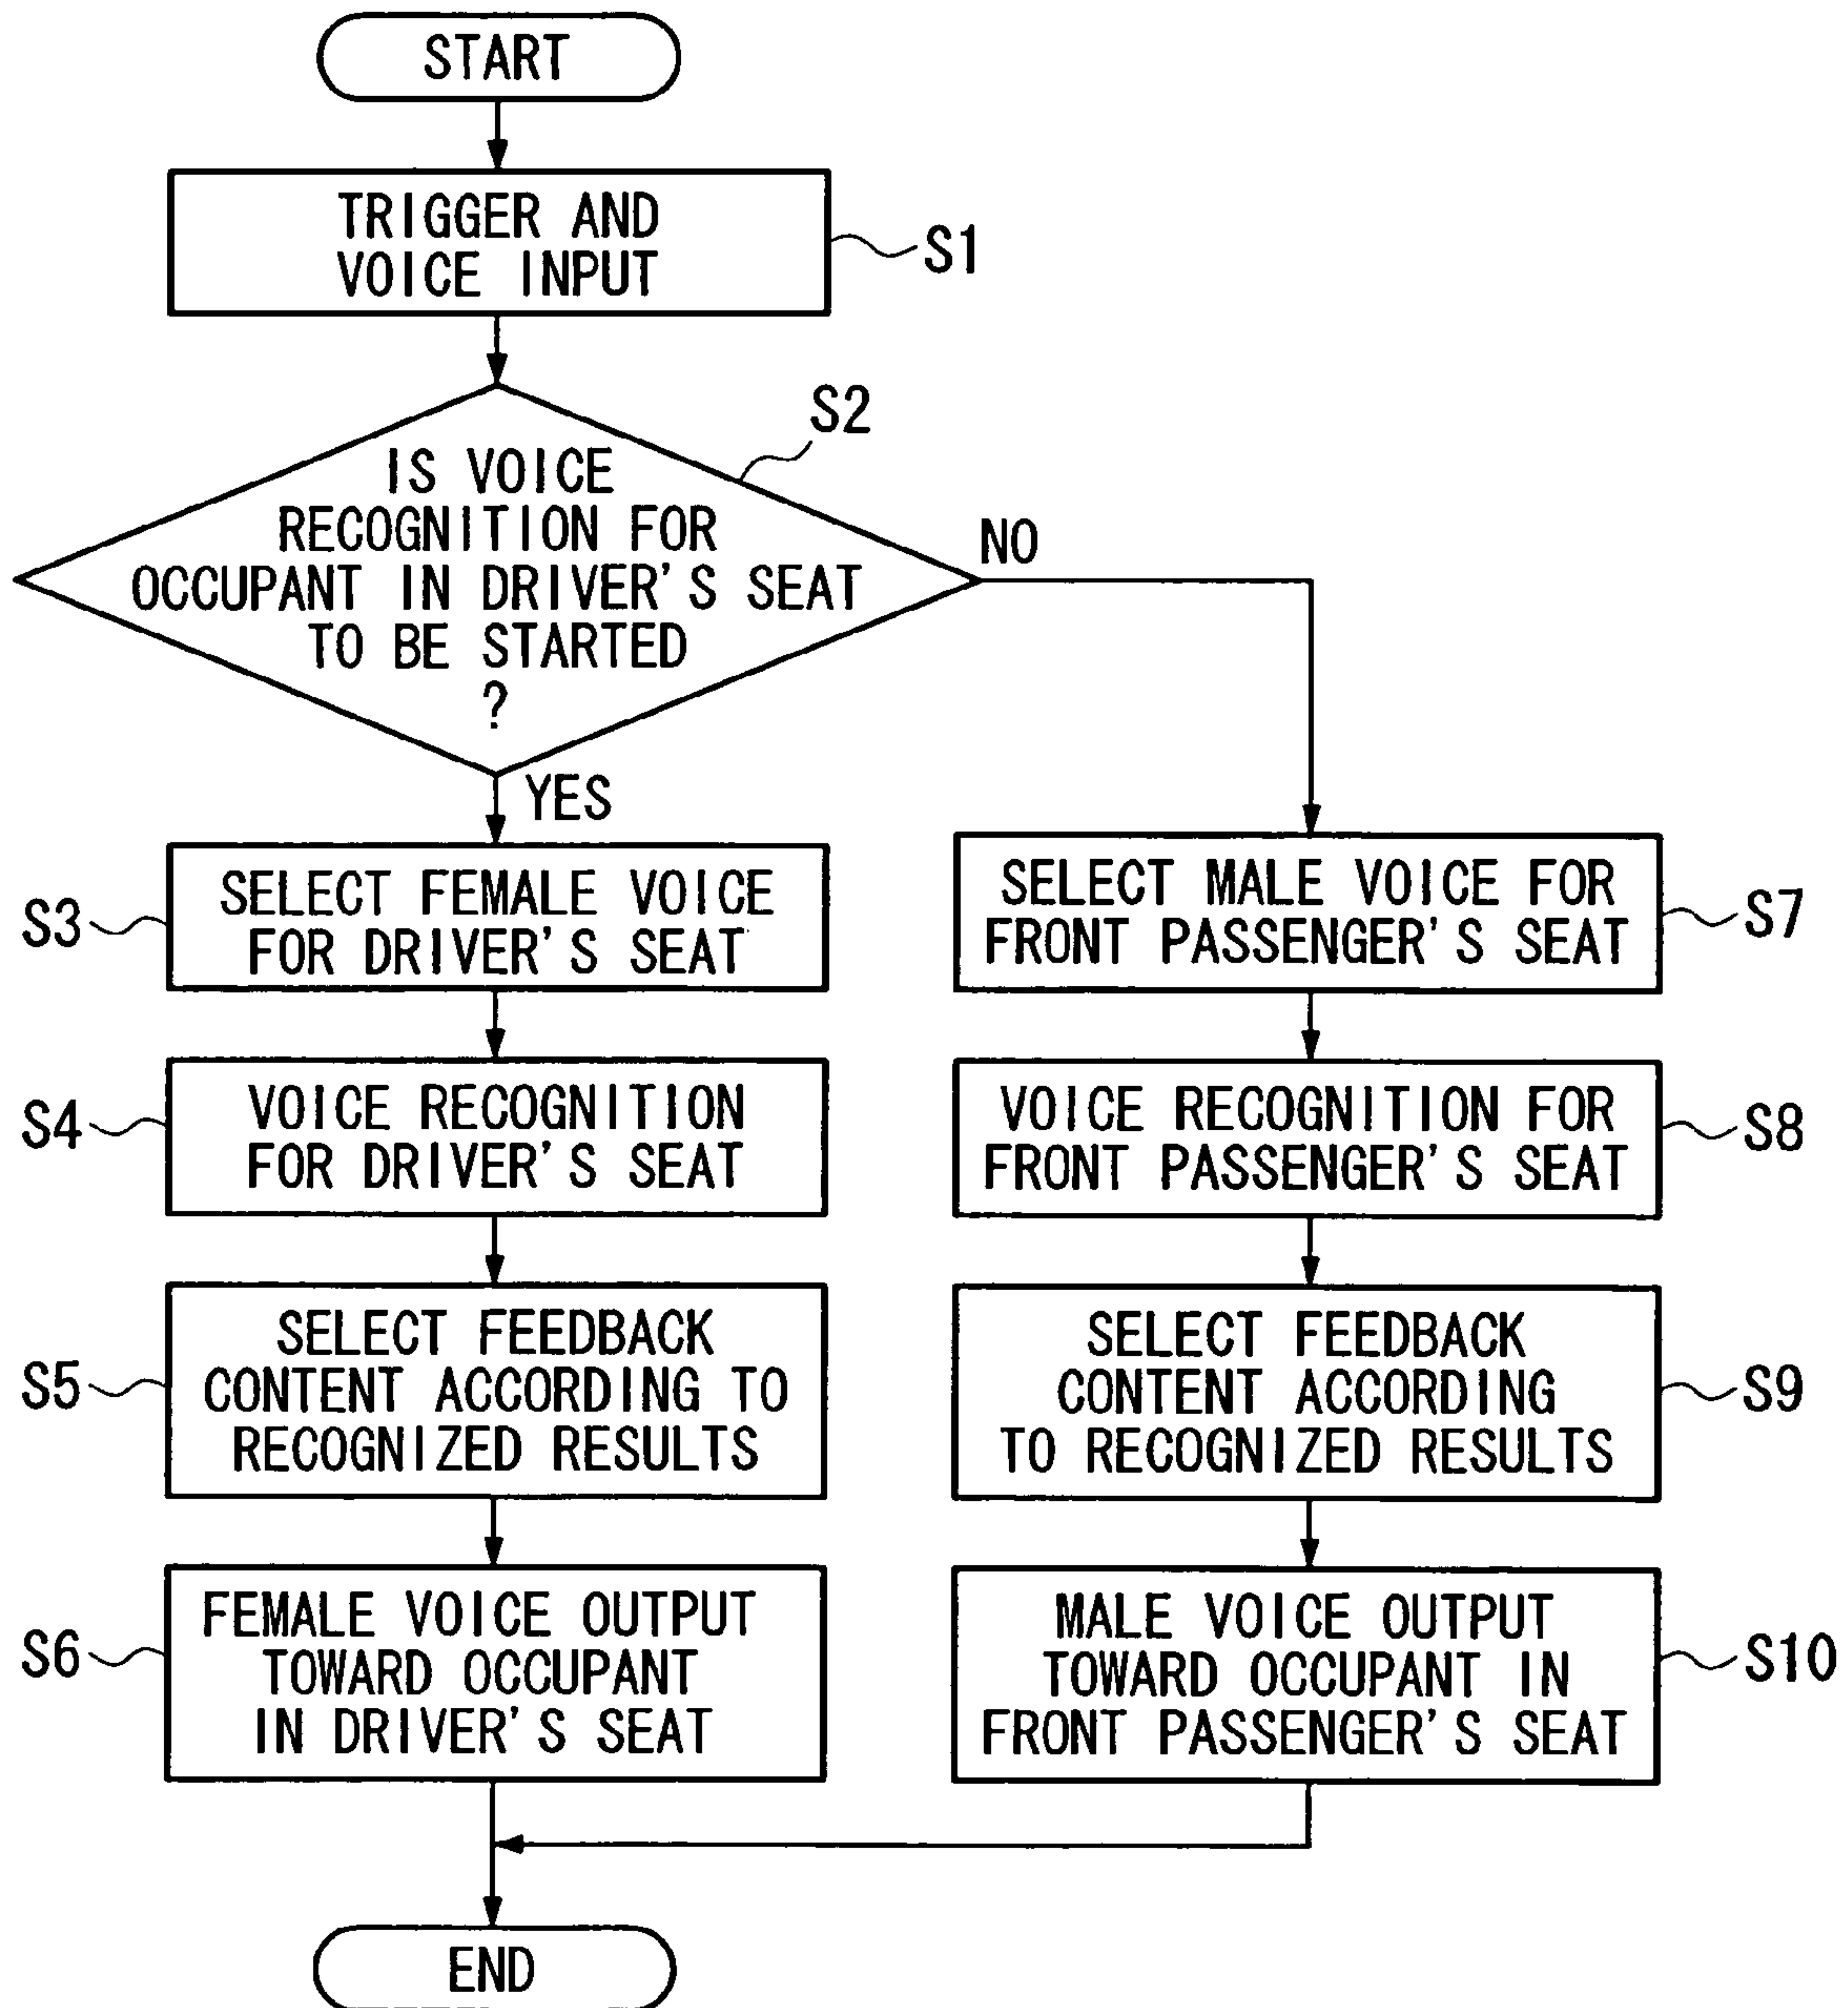 START
TRIGGER AND
VOICE INPUT
S1
S2
IS VOICE
RECOGNITION FOR
OCCUPANT IN DRIVER'S SEAT
TO BE STARTED
?
NO
YES
S3
SELECT FEMALE VOICE
FOR DRIVER'S SEAT
S4
VOICE RECOGNITION
FOR DRIVER'S SEAT
S5
SELECT FEEDBACK
CONTENT ACCORDING TO
RECOGNIZED RESULTS
S6
FEMALE VOICE OUTPUT
TOWARD OCCUPANT
IN DRIVER'S SEAT
SELECT MALE VOICE FOR
FRONT PASSENGER'S SEAT
S7
VOICE RECOGNITION FOR
FRONT PASSENGER'S SEAT
S8
SELECT FEEDBACK
CONTENT ACCORDING
TO RECOGNIZED RESULTS
S9
MALE VOICE OUTPUT
TOWARD OCCUPANT IN
FRONT PASSENGER'S SEAT
S10
END